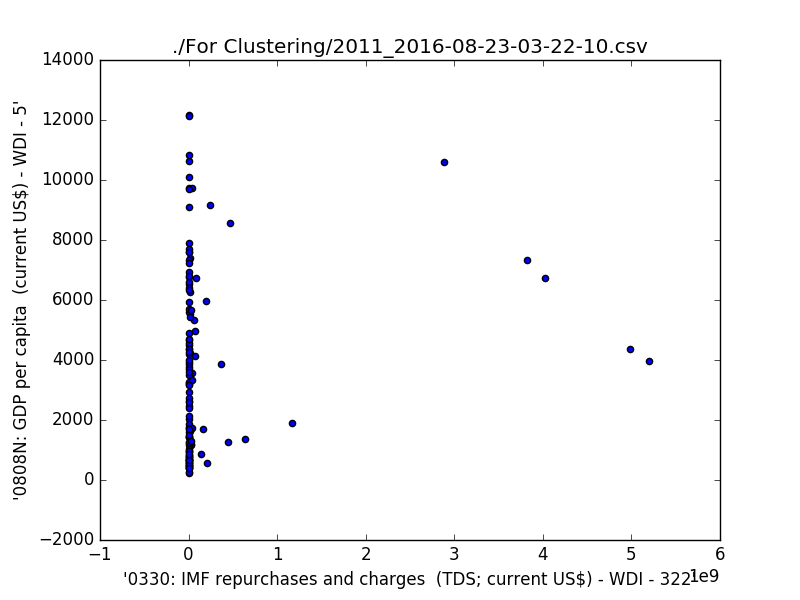 ./For Clustering/2011_2016-08-23-03-22-10.csv
14000
12000
10000
8000
6000
4000
2000
0
−2000
'0808N: GDP per capita  (current US$) - WDI - 5'
−1 0 1 2 3 4 5 6
1e9
'0330: IMF repurchases and charges  (TDS; current US$) - WDI - 322